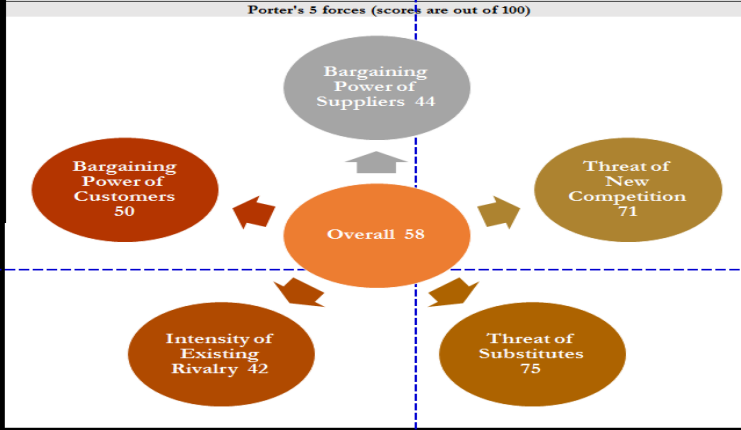 Porter's 5 forces (scores are out of 100)
Bargaining
Power of
Suppliers 44
Bargaining
Power of
Customers
50
Threat of
New
Competition
71
Overall 58
Intensity of
Existing
Rivalry 42
Threat of
Substitutes
75